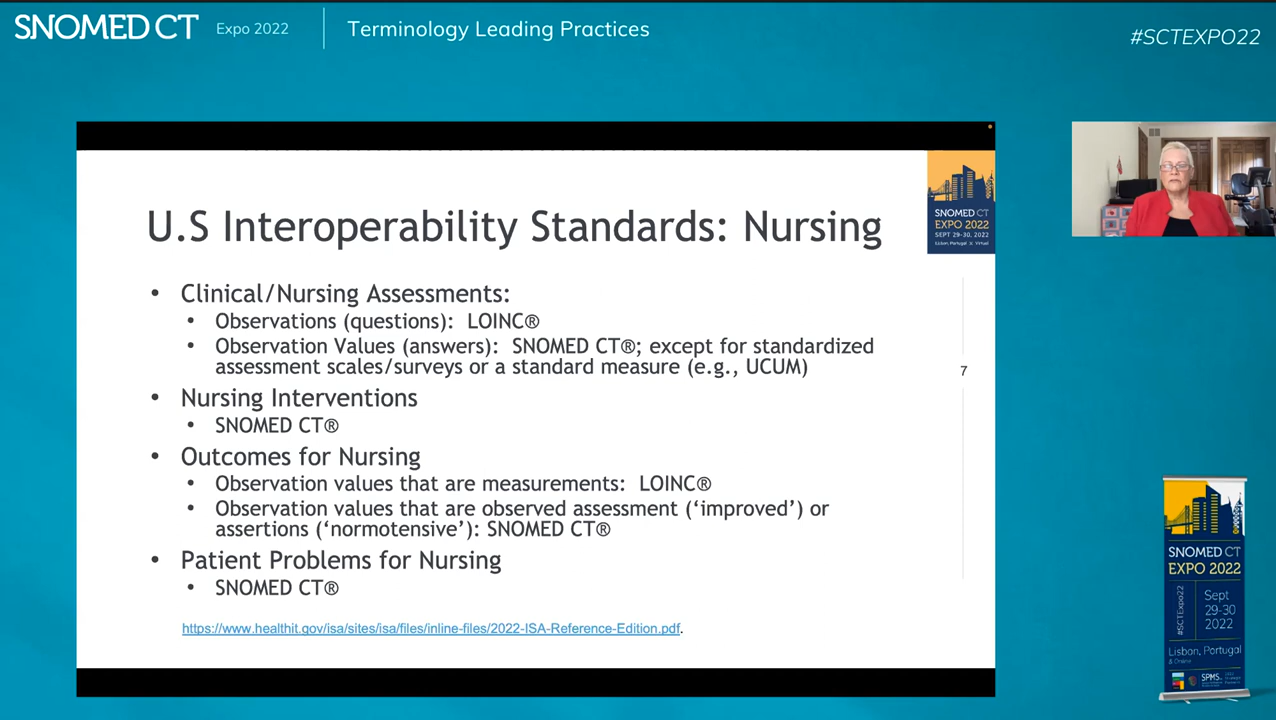 SNOMED CT Expo 2022 Terminology Leading Practices
#SCTEXPO22
U.S Interoperability Standards: Nursing
SNOMED CT
EXPO 2022
SEPT 29-30, 2022
Lisbon, Portugal X Virtual
• Clinical/Nursing Assessments:
• Observations (questions): LOINC®
• Observation Values (answers): SNOMED CT®; except for standardized
assessment scales/surveys or a standard measure (e.g., UCUM)
7
• Nursing Interventions
• SNOMED CT®
• Outcomes for Nursing
• Observation values that are measurements: LOINC®
• Observation values that are observed assessment (‘improved’) or
assertions (‘normotensive’): SNOMED CT®
• Patient Problems for Nursing
• SNOMED CT®
https://www.healthit.gov/isa/sites/isa/files/inline-files/2022-ISA-Reference-Edition.pdf.
SNOMED CT
EXPO 2022
#SCTExpo22
Sept
29-30
2022
Lisbon, Portugal
& Online
SPMS